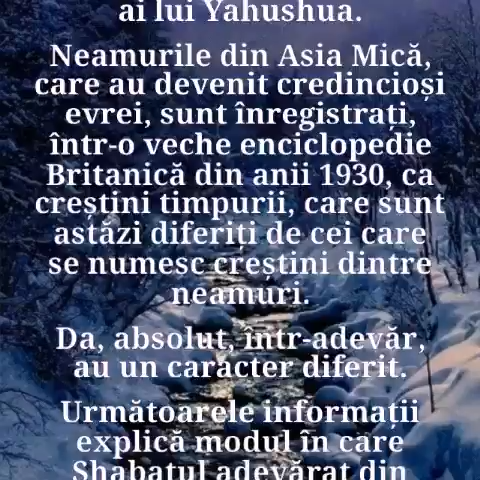 ai lui Yahushua.
Neamurile din Asia Mică,
care au devenit credincioși
evrei, sunt înregistrați,
într-o veche enciclopedie
Britanică din anii 1930, ca
creștini timpurii, care sunt
astăzi diferiți de cei care
se numesc creștini dintre
neamuri.
Da, absolut, într-adevăr,
au un caracter diferit.
Următoarele informații
explică modul în care
Shabatul adevărat din